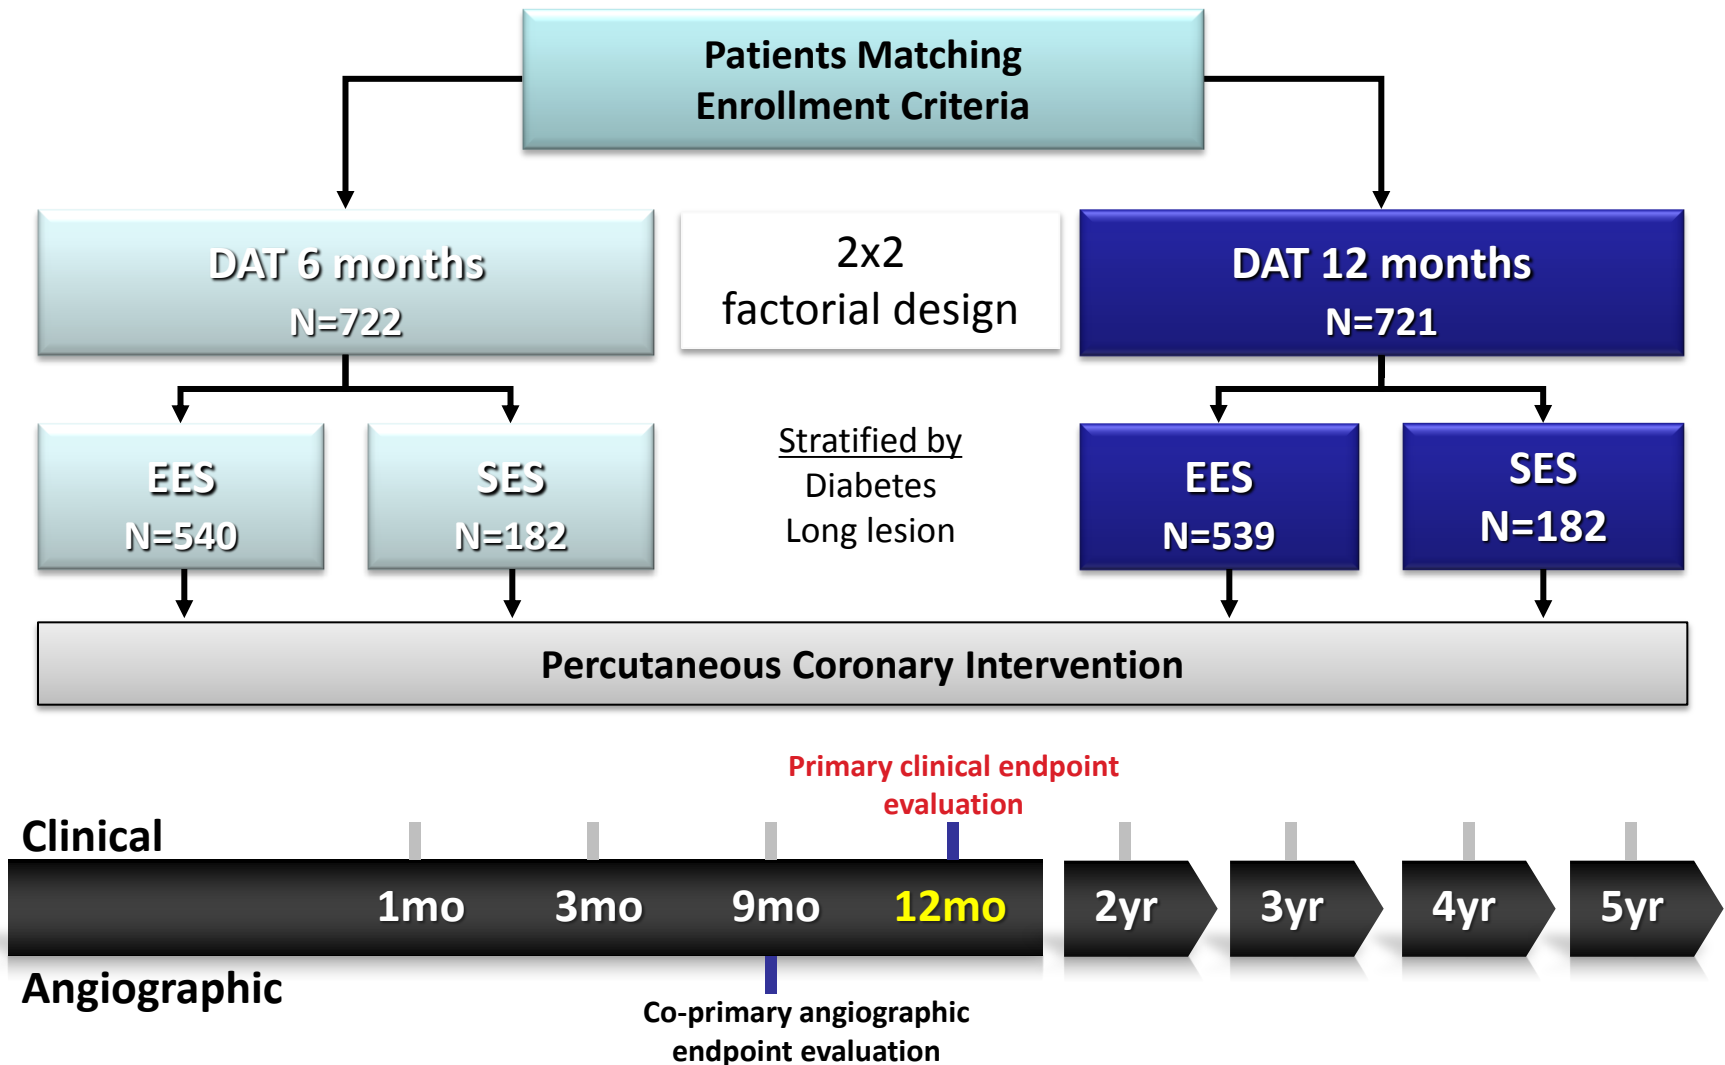 Patients Matching
Enrollment Criteria
DAT 6 months
N=722
2x2
factorial design
DAT 12 months
N=721
EES
N=540
SES
N=182
Stratified by
Diabetes
Long lesion
EES
N=539
SES
N=182
Percutaneous Coronary Intervention
Primary clinical endpoint
evaluation
Clinical
1mo
3mo
9mo
12mo
2yr
3yr
4yr
5yr
Angiographic
Co-primary angiographic
endpoint evaluation